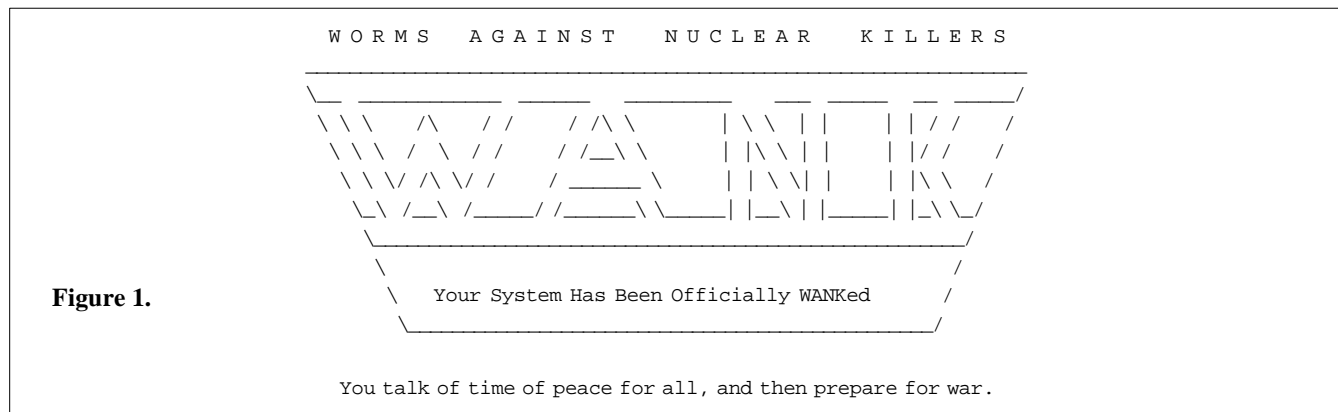 W O R M S   A G A I N S T   N U C L E A R   K I L L E R S
WANK
Your System Has Been Officially WANKed
Figure 1.
You talk of time of peace for all, and then prepare for war.